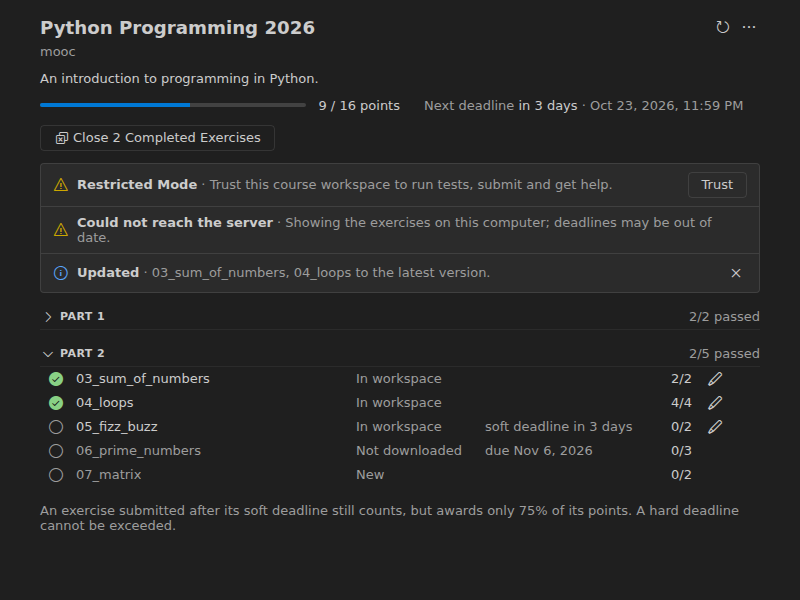 Python Programming 2026
mooc
An introduction to programming in Python.
9 / 16 points Next deadline in 3 days · Oct 23, 2026, 11:59 PM
Close 2 Completed Exercises
Restricted Mode · Trust this course workspace to run tests, submit and get help. Trust
Could not reach the server · Showing the exercises on this computer; deadlines may be out of
date.
Updated · 03_sum_of_numbers, 04_loops to the latest version.
PART 1 2/2 passed
PART 2 2/5 passed
03_sum_of_numbers In workspace 2/2
04_loops In workspace 4/4
05_fizz_buzz In workspace soft deadline in 3 days 0/2
06_prime_numbers Not downloaded due Nov 6, 2026 0/3
07_matrix New 0/2
An exercise submitted after its soft deadline still counts, but awards only 75% of its points. A hard deadline
cannot be exceeded.